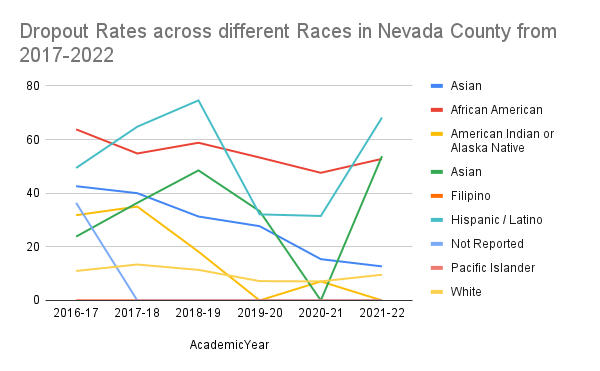 Dropout Rates across different Races in Nevada County from
2017-2022
80
60
40
20
0
2016-17 2017-18 2018-19 2019-20 2020-21 2021-22
AcademicYear
Asian
African American
American Indian or
Alaska Native
Asian
Filipino
Hispanic / Latino
Not Reported
Pacific Islander
White